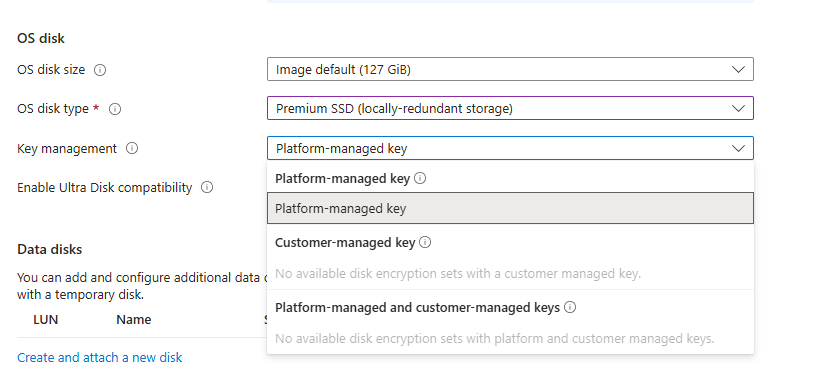 OS disk
OS disk size
Image default (127 GiB)
OS disk type *
Premium SSD (locally-redundant storage)
Key management
Platform-managed key
Platform-managed key
Enable Ultra Disk compatibility
Platform-managed key
Customer-managed key
No available disk encryption sets with a customer managed key.
Platform-managed and customer-managed keys
No available disk encryption sets with platform and customer managed keys.
Data disks
You can add and configure additional data
with a temporary disk.
LUN
Name
Create and attach a new disk